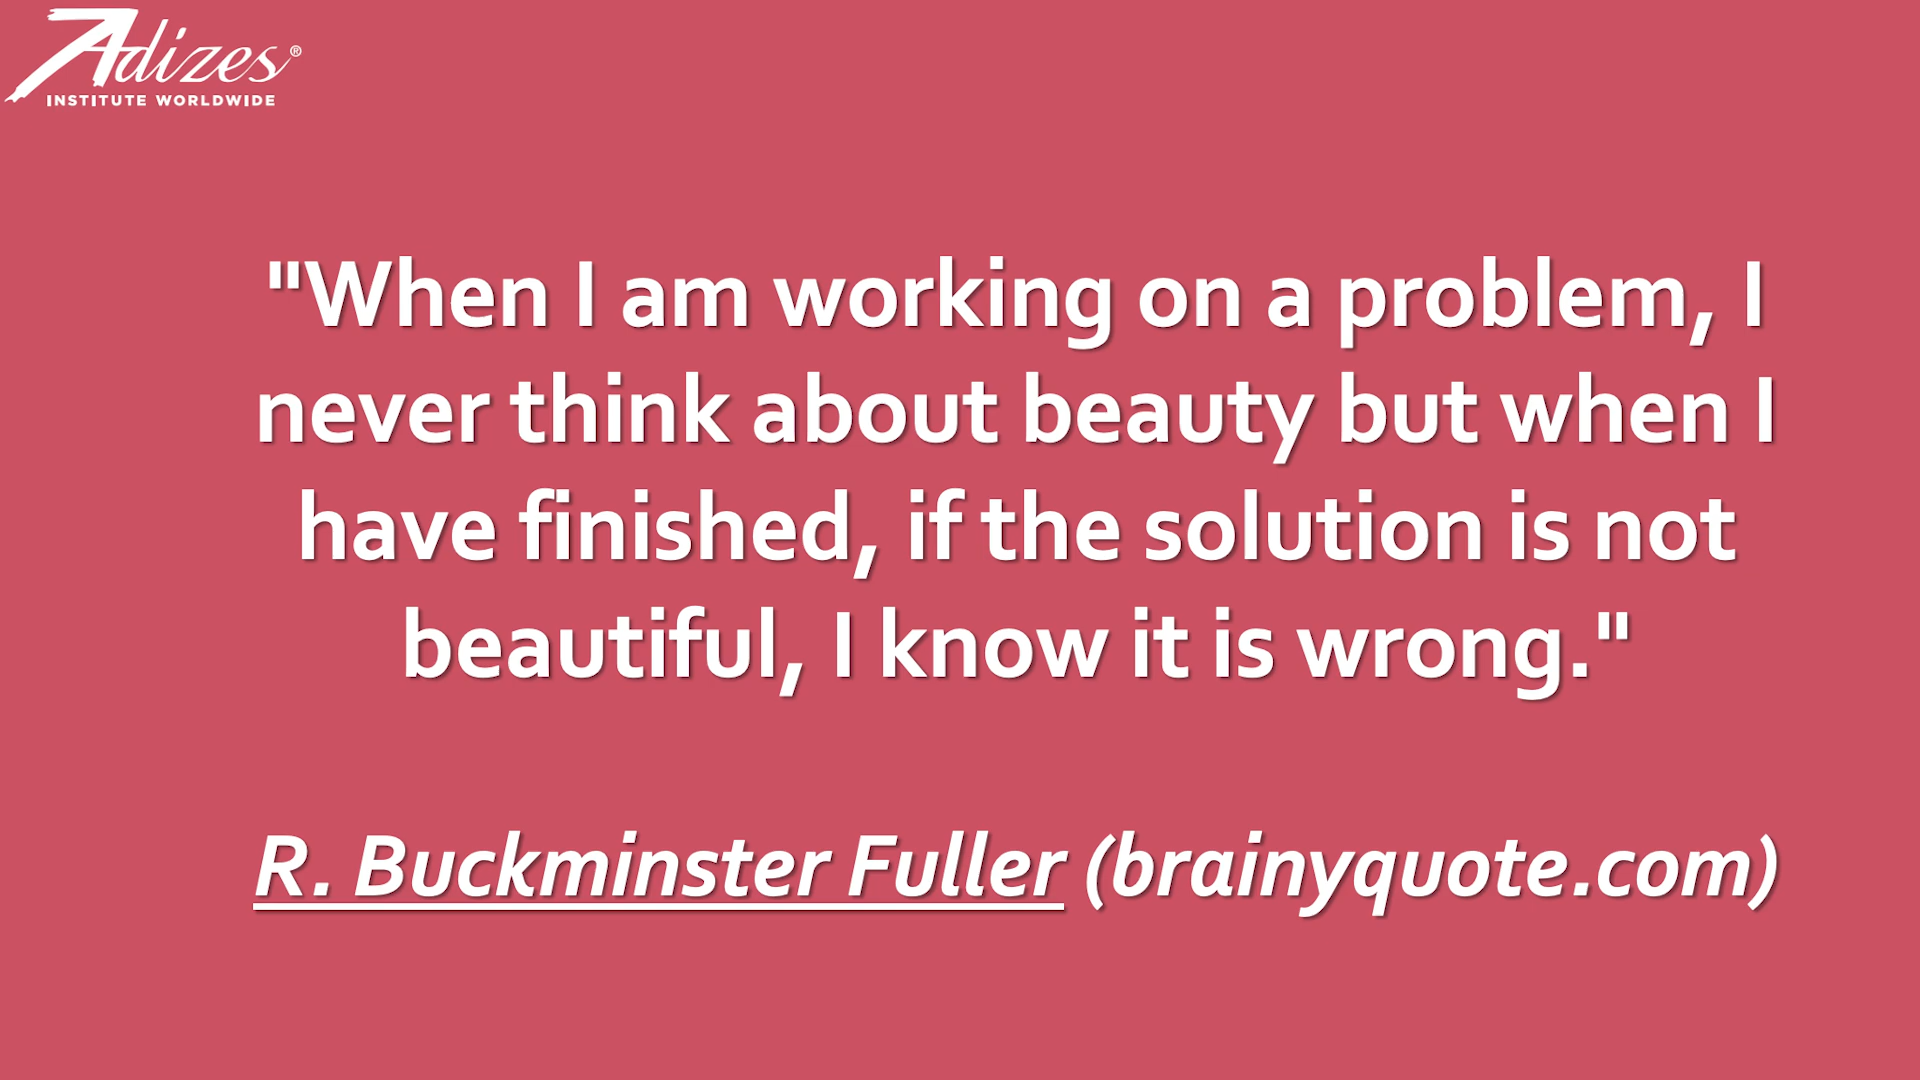 Adizes®
INSTITUTE WORLDWIDE
"When I am working on a problem, I
never think about beauty but when I
have finished, if the solution is not
beautiful, I know it is wrong."
R. Buckminster Fuller (brainyquote.com)